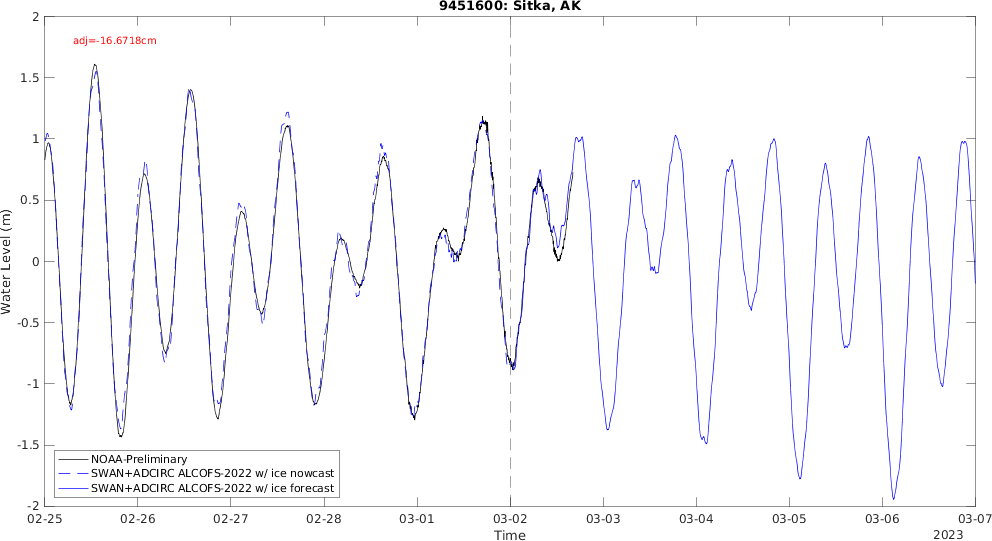 9451600: Sitka, AK
adj=-16.6718cm
2
1.5
1
0.5
0
-0.5
-1
-1.5
-2
Water Level (m)
NOAA-Preliminary
SWAN+ADCIRC ALCOFS-2022 w/ ice nowcast
SWAN+ADCIRC ALCOFS-2022 w/ ice forecast
02-25 02-26 02-27 02-28 03-01 03-02 03-03 03-04 03-05 03-06 03-07
Time
2023